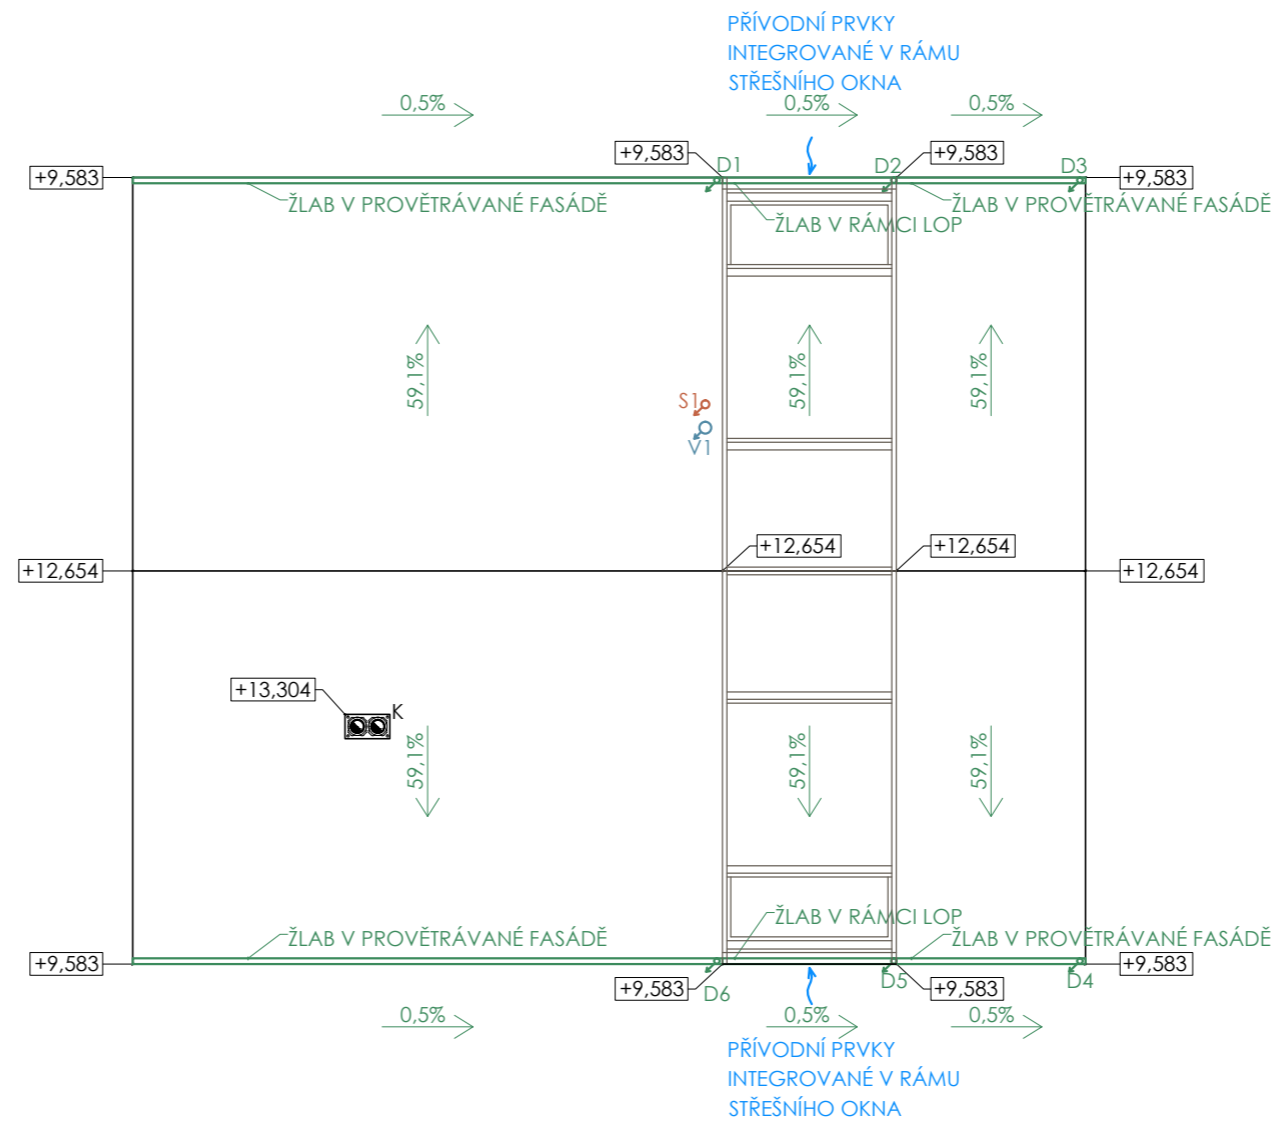 PŘÍVODNÍ PRVKY
INTEGROVANÉ V RÁMU
STŘEŠNÍHO OKNA
0,5%
0,5%
0,5%
+9,583
+9,583
D1
D2
+9,583
D3
+9,583
ŽLAB V PROVĚTRÁVANÉ FASÁDĚ
ŽLAB V RÁMCI LOP
ŽLAB V PROVĚTRÁVANÉ FASÁDĚ
59,1%
59,1%
59,1%
S1
V1
+12,654
+12,654
+12,654
+12,654
+13,304
K
59,1%
59,1%
59,1%
ŽLAB V PROVĚTRÁVANÉ FASÁDĚ
ŽLAB V RÁMCI LOP
ŽLAB V PROVĚTRÁVANÉ FASÁDĚ
+9,583
+9,583
D6
D5
+9,583
D4
+9,583
0,5%
0,5%
0,5%
PŘÍVODNÍ PRVKY
INTEGROVANÉ V RÁMU
STŘEŠNÍHO OKNA